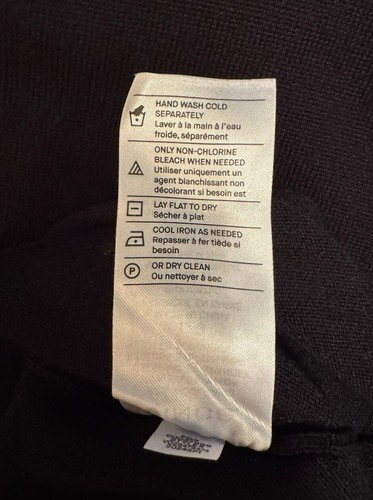 HAND WASH COLD
SEPARATELY
Laver à la main à l'eau
froide, séparément
ONLY NON-CHLORINE
BLEACH WHEN NEEDED
Utiliser uniquement un
agent blanchissant non
décolorant si besoin est
LAY FLAT TO DRY
Sécher à plat
COOL IRON AS NEEDED
Repasser à fer tiède si
besoin
P
OR DRY CLEAN
Ou nettoyer à sec